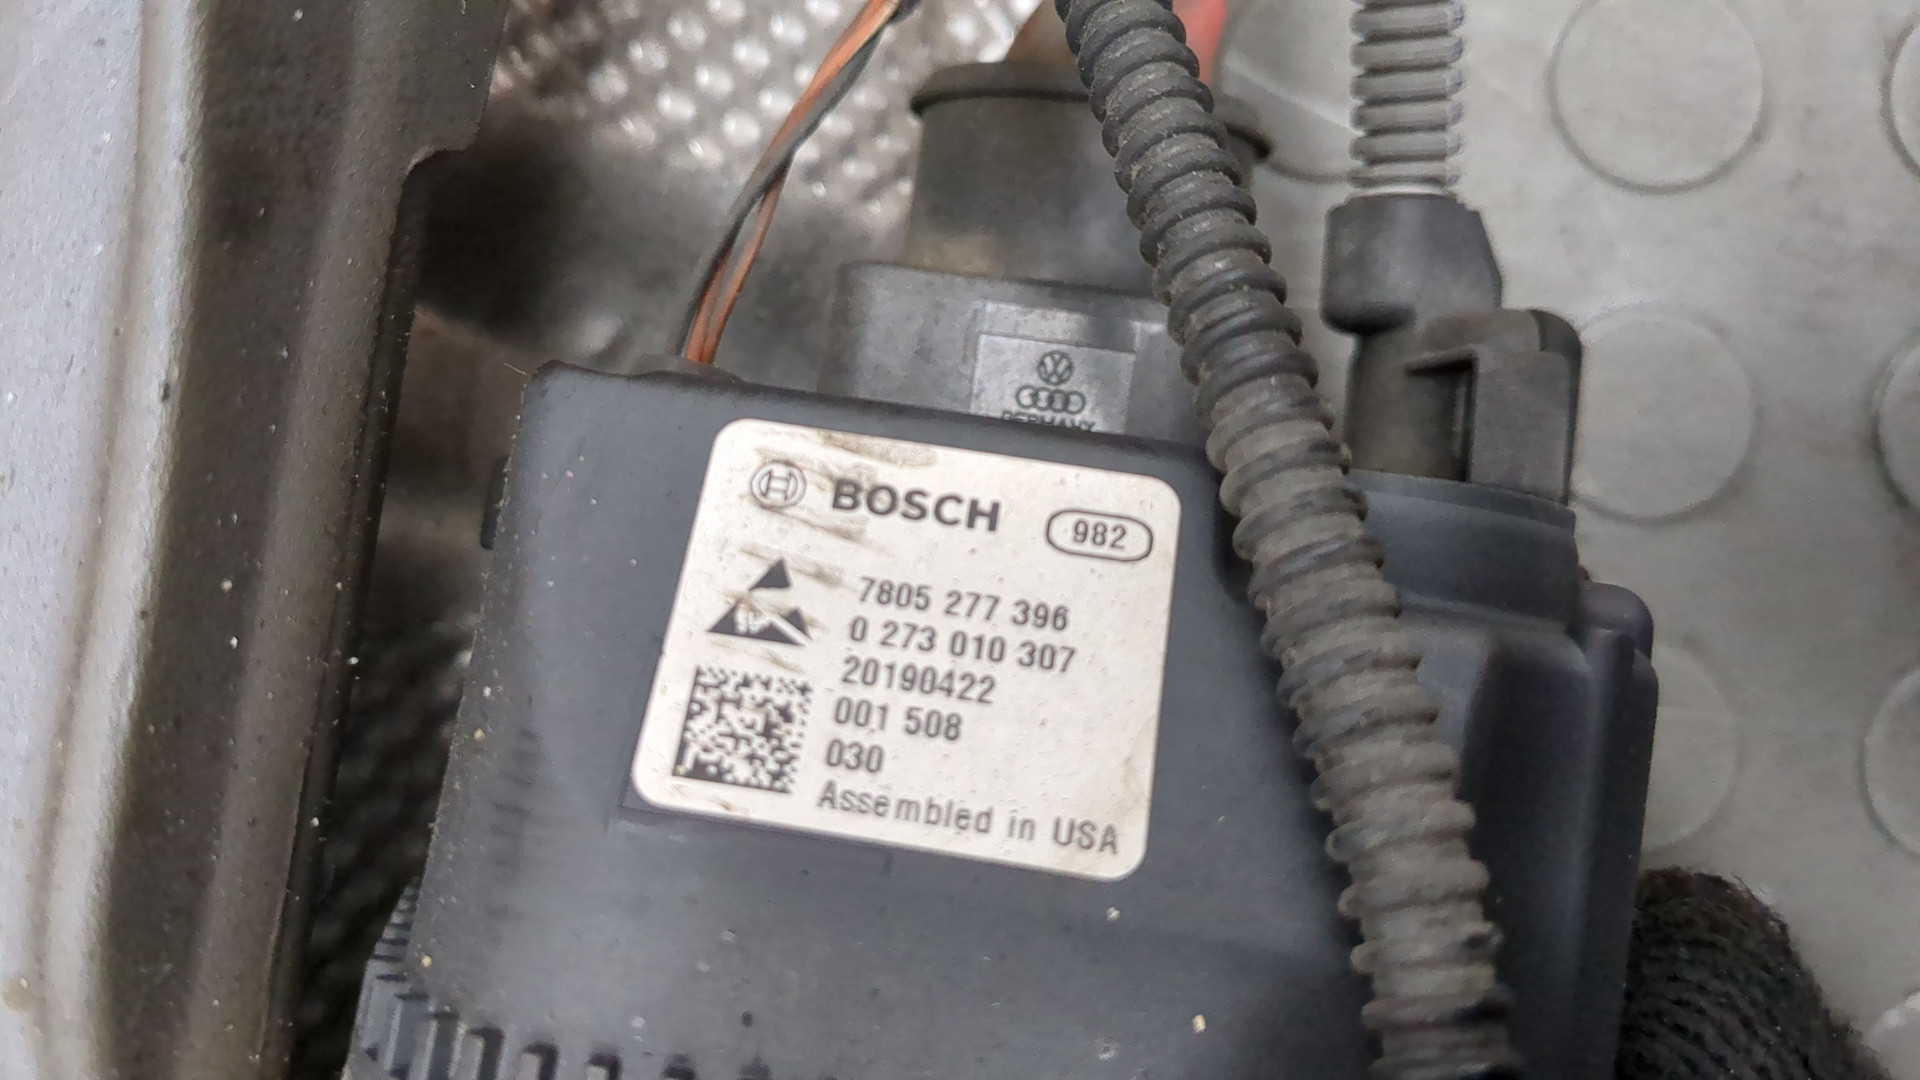 BOSCH
982
7805 277 396
0 273 010 307
20190422
001 508
030
Assembled in USA